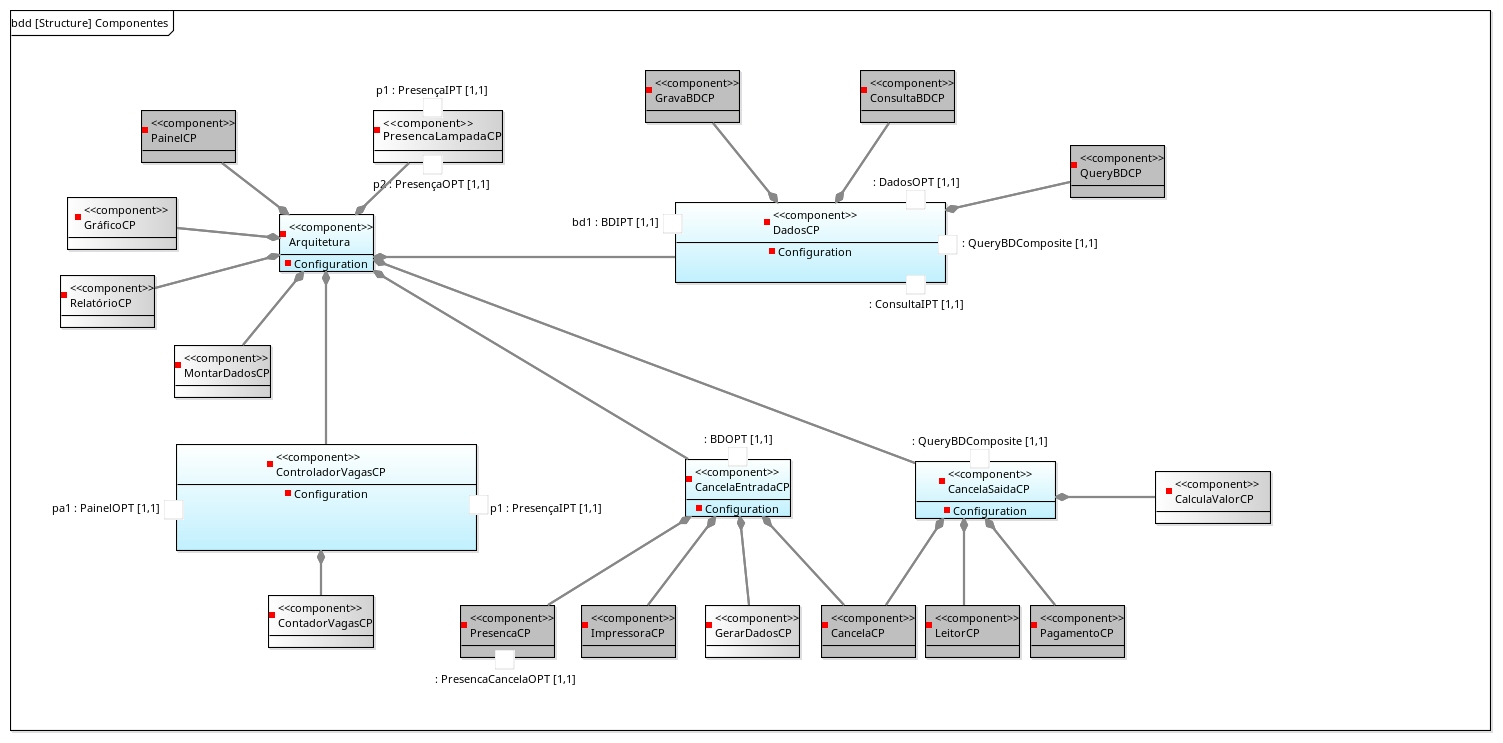 bdd [Structure] Componentes
<<component>>
GravaBDCP
<<component>>
ConsultaBDCP
p1 : PresençaIPT [1,1]
<<component>>
PainelCP
<<component>>
PresencaLampadaCP
p2 : PresençaOPT [1,1]
<<component>>
QueryBDCP
: DadosOPT [1,1]
<<component>>
GráficoCP
<<component>>
Arquitetura
Configuration
bd1 : BDIPT [1,1]
<<component>>
DadosCP
Configuration
: QueryBDComposite [1,1]
: ConsultaIPT [1,1]
<<component>>
RelatórioCP
<<component>>
MontarDadosCP
<<component>>
ControladorVagasCP
Configuration
pa1 : PainelOPT [1,1]
p1 : PresençaIPT [1,1]
: BDOPT [1,1]
<<component>>
CancelaEntradaCP
Configuration
: QueryBDComposite [1,1]
<<component>>
CancelaSaidaCP
Configuration
<<component>>
CalculaValorCP
<<component>>
ContadorVagasCP
<<component>>
PresencaCP
: PresencaCancelaOPT [1,1]
<<component>>
ImpressoraCP
<<component>>
GerarDadosCP
<<component>>
CancelaCP
<<component>>
LeitorCP
<<component>>
PagamentoCP